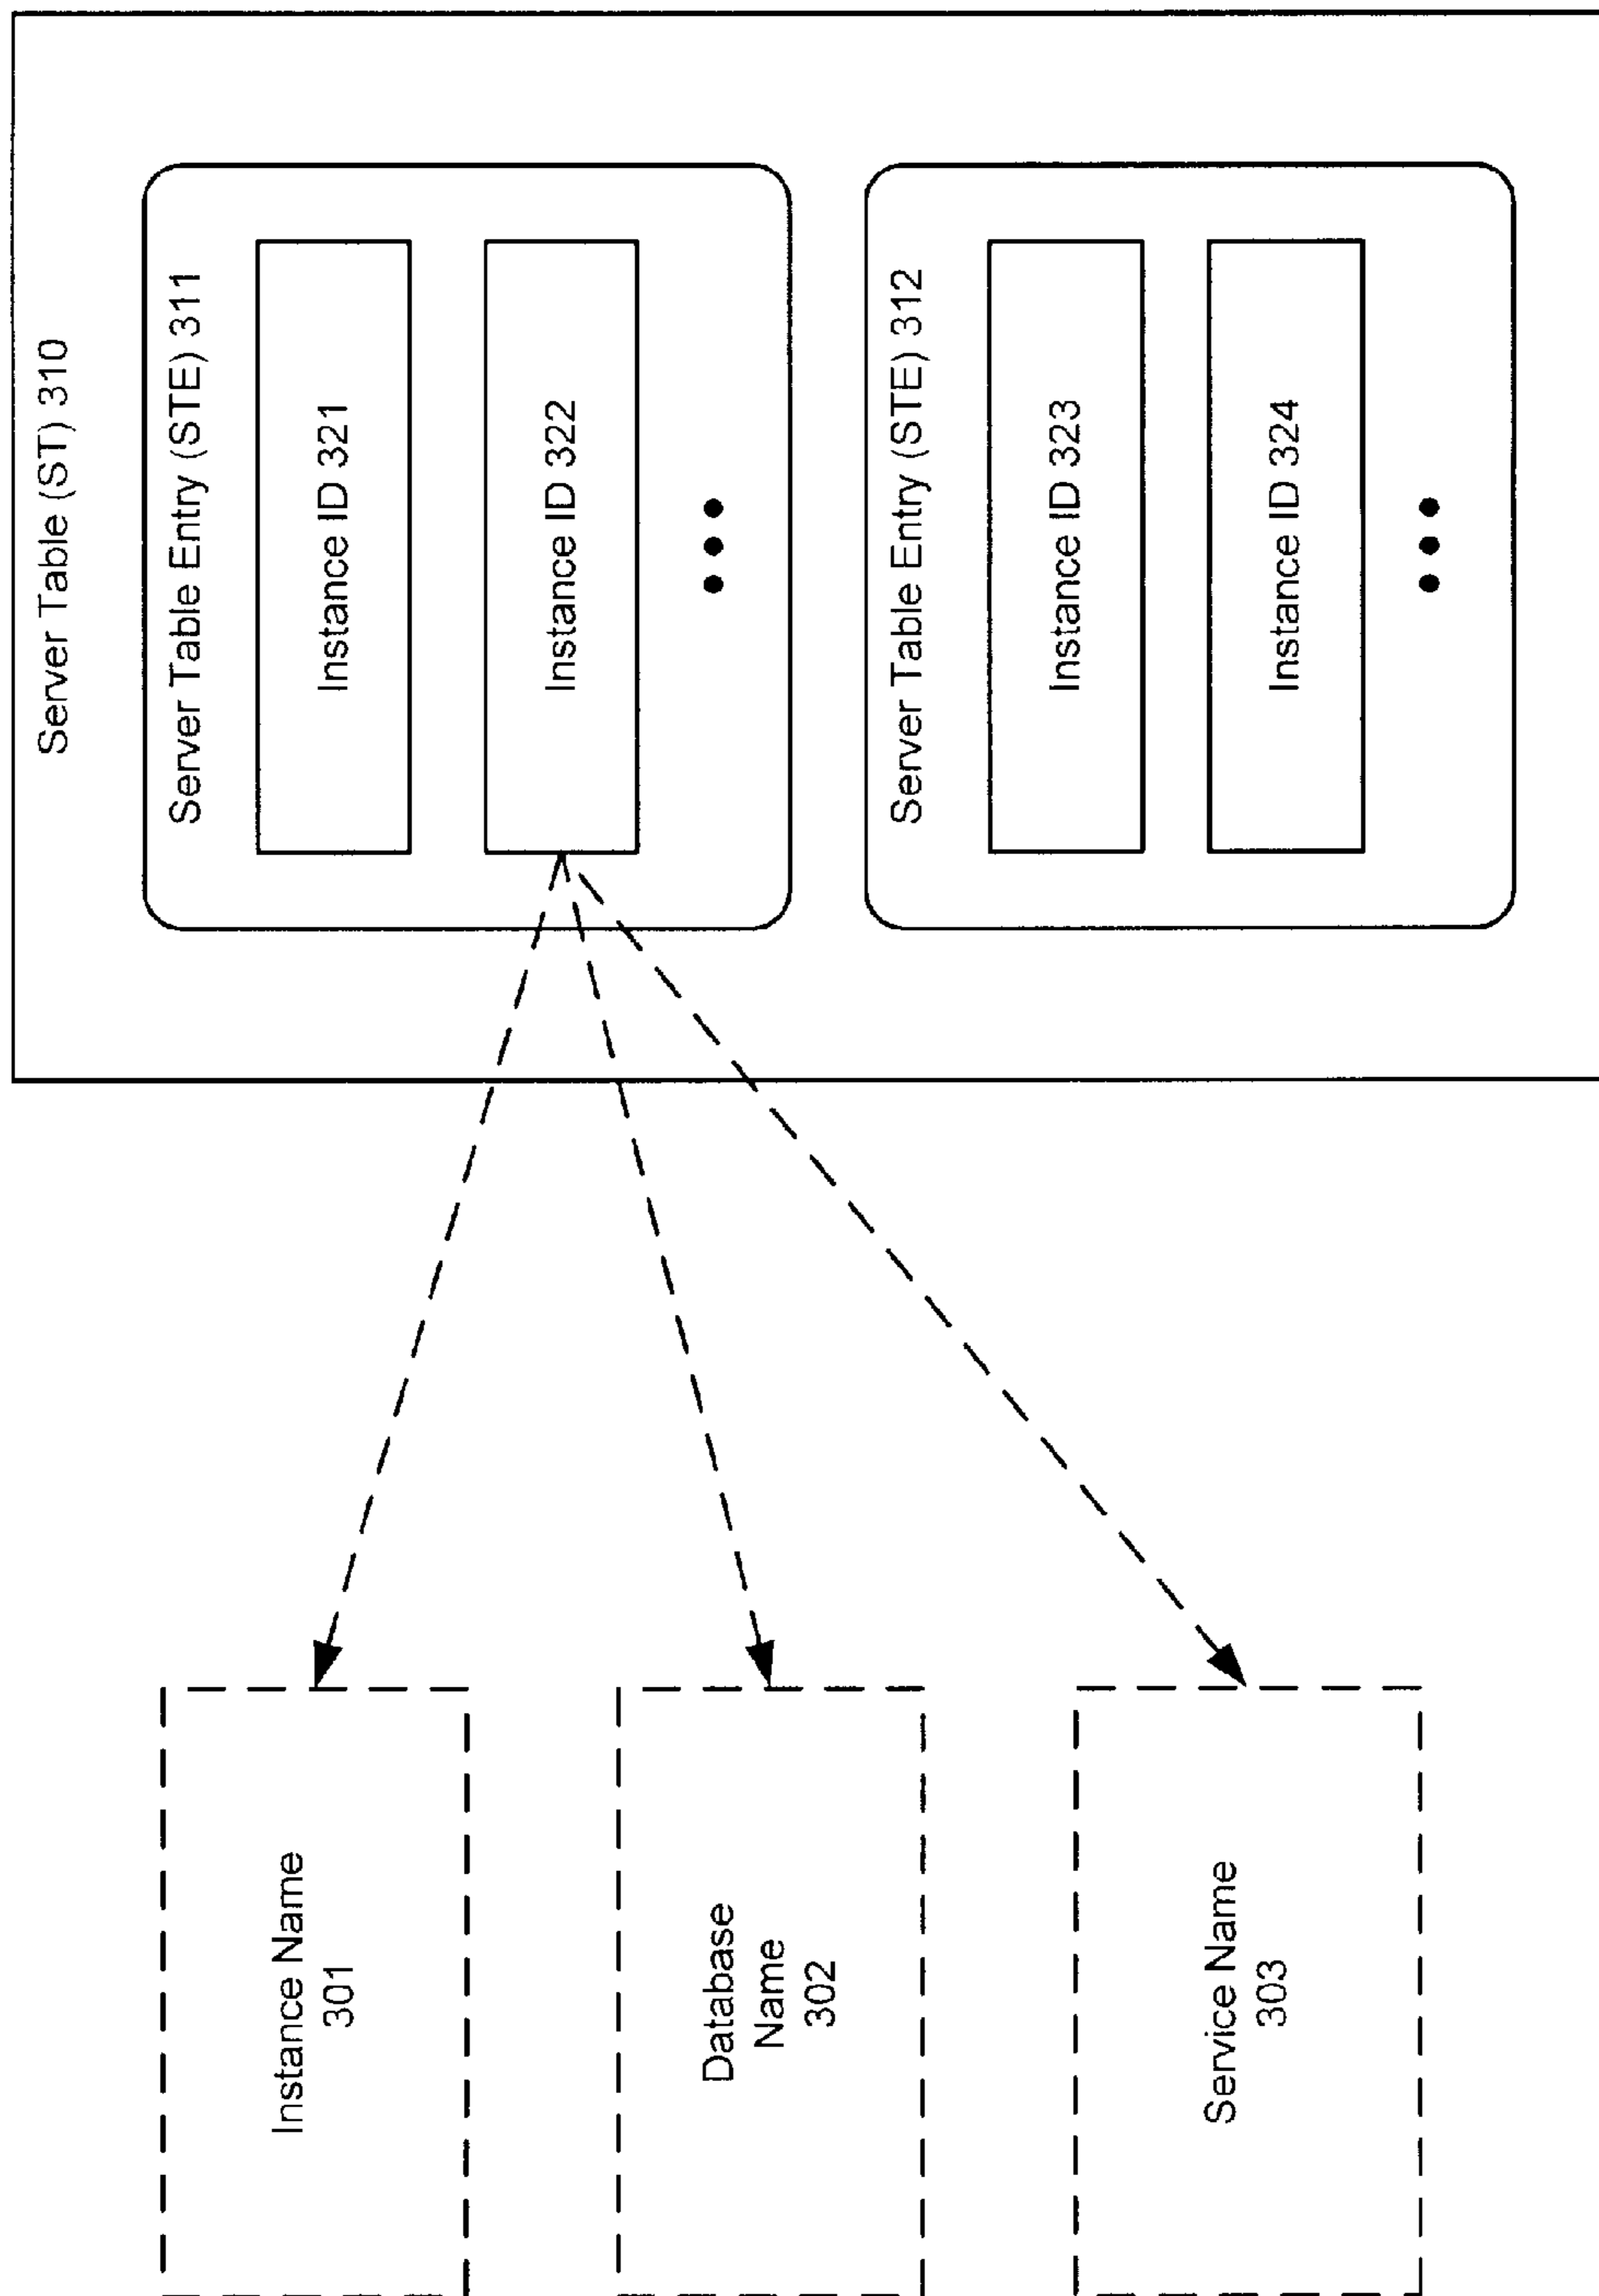 Server Table (ST) 310
Server Table Entry (STE) 311
Instance ID 321
Instance ID 322
Server Table Entry (STE) 312
Instance ID 323
Instance ID 324
Instance Name
301
Database
Name
302
Service Name
303